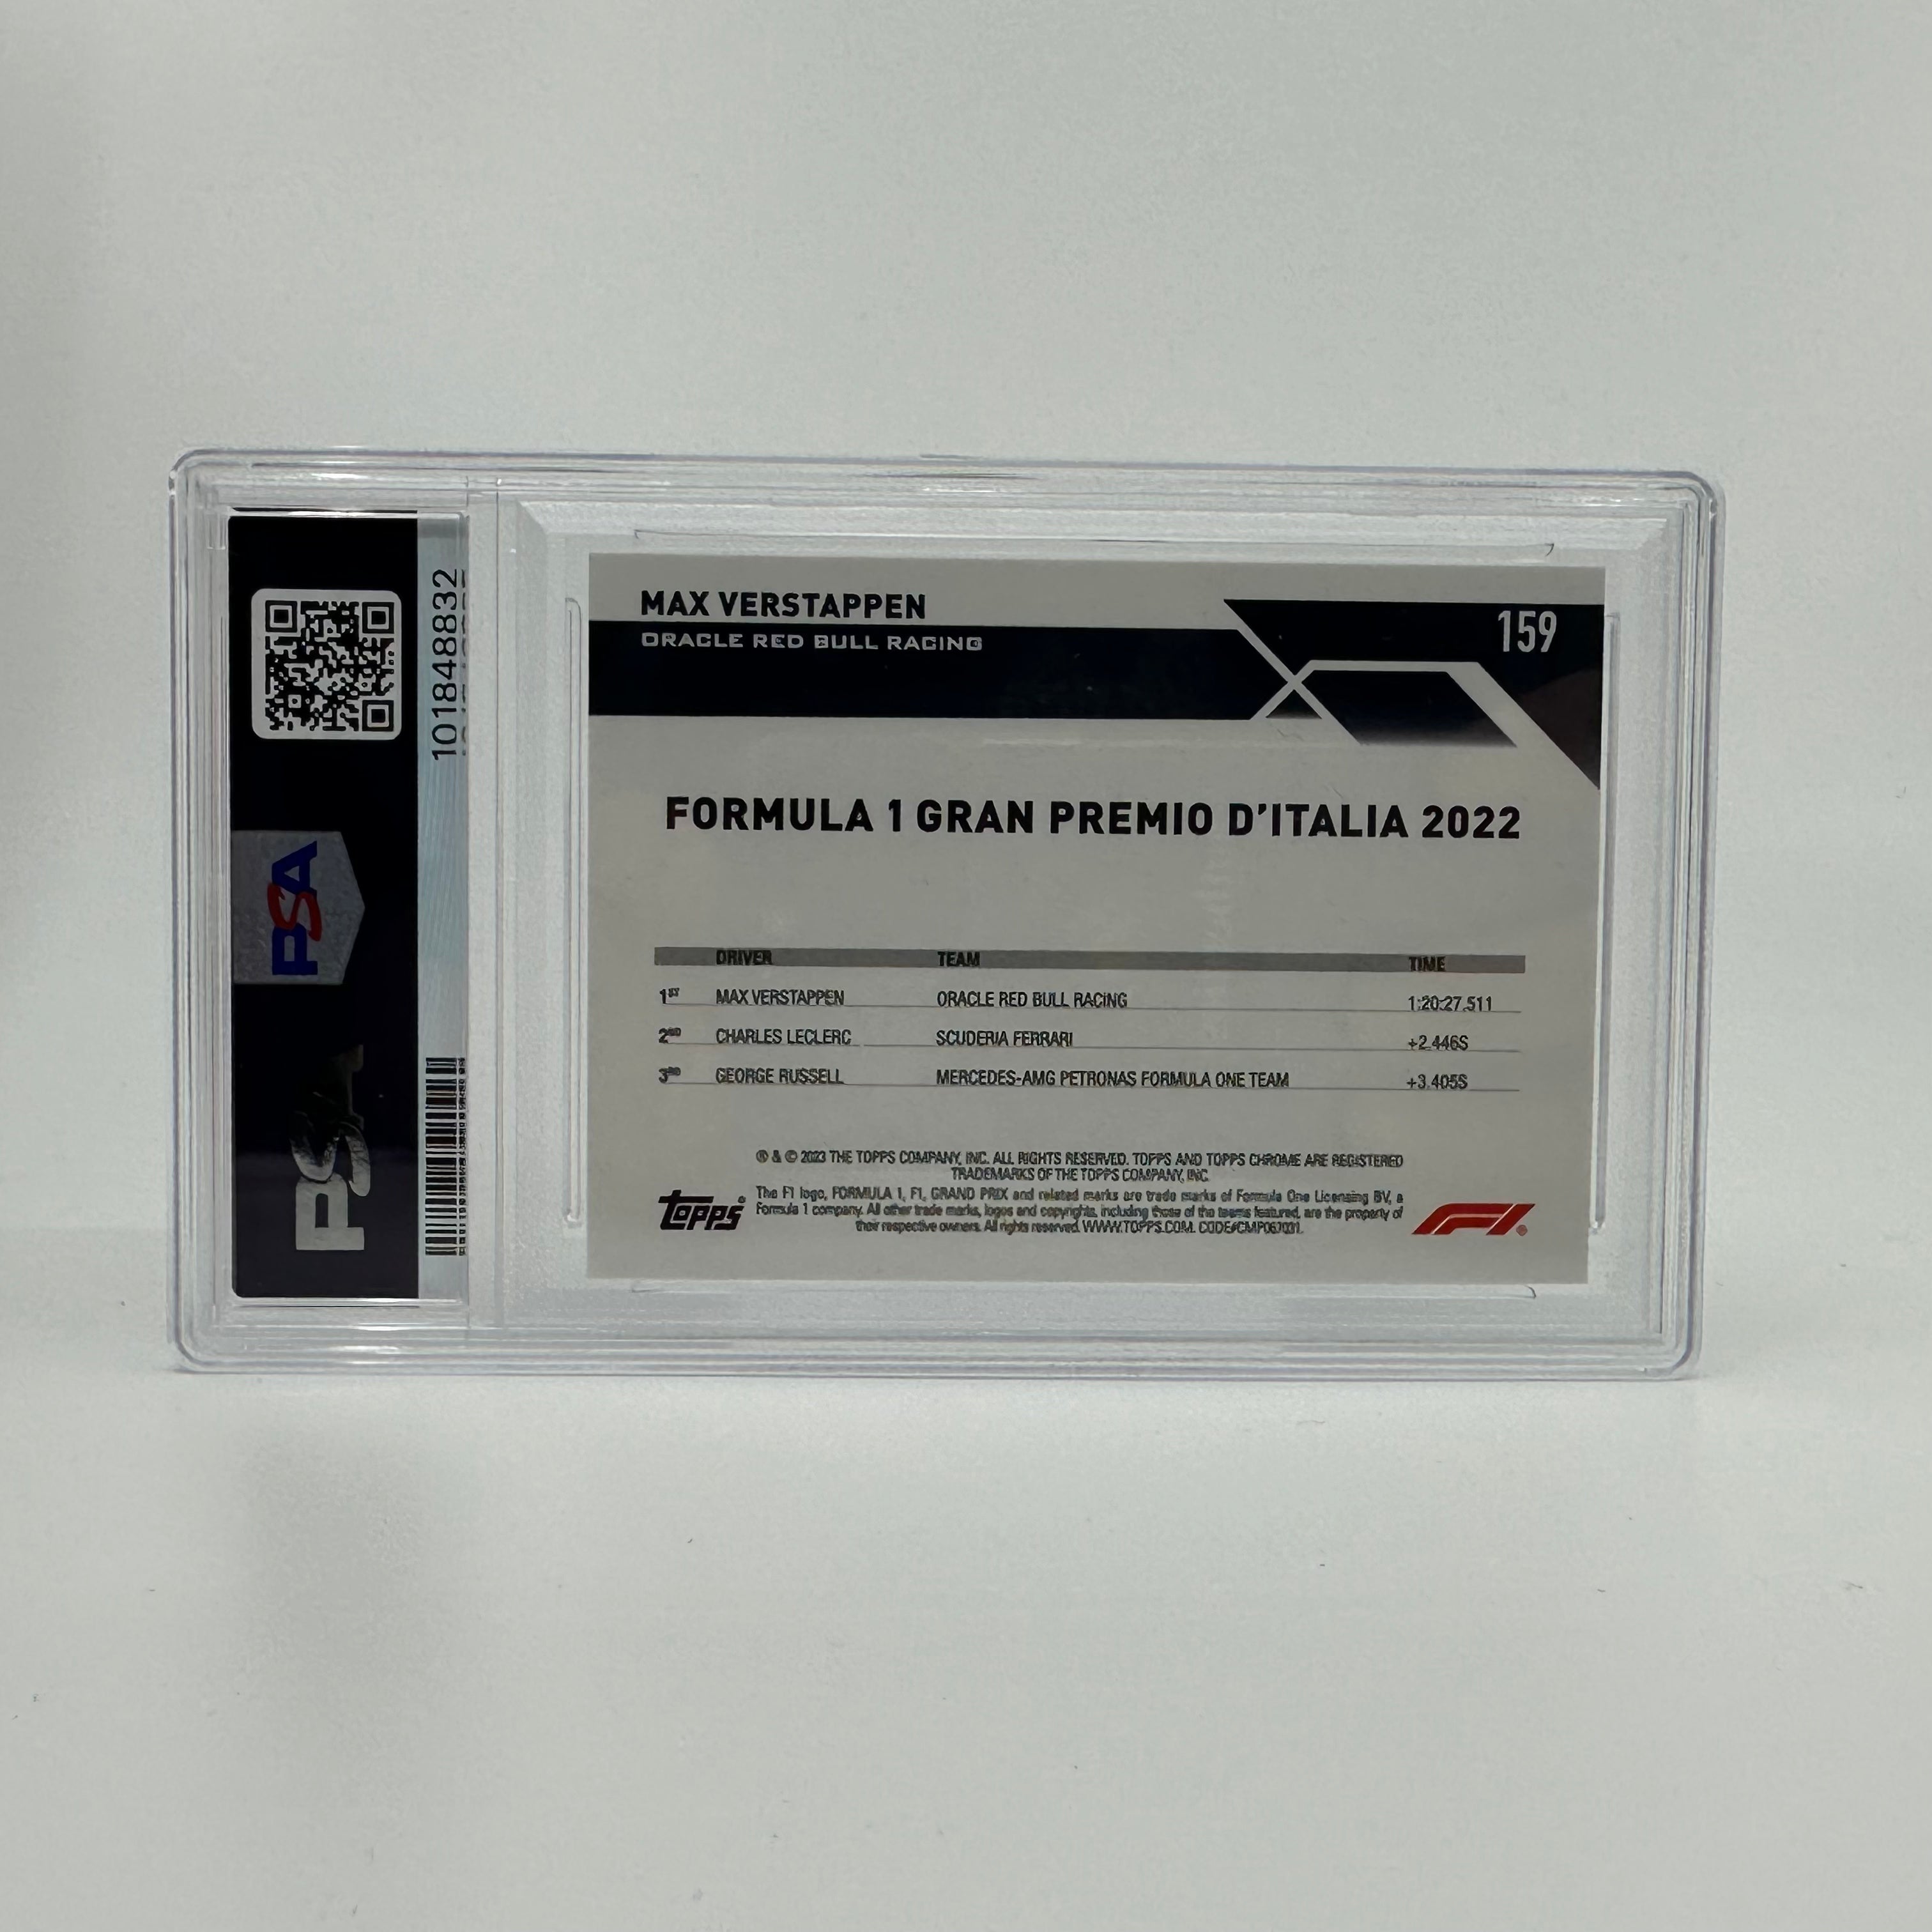 101848832
PSA
PSA
MAX VERSTAPPEN
ORACLE RED BULL RACING
159
FORMULA 1 GRAN PREMIO D'ITALIA 2022
DRIVER TEAM TIME
1ST MAX VERSTAPPEN ORACLE RED BULL RACING 1:20:27.511
2ND CHARLES LECLERC SCUDERIA FERRARI +2.446S
3RD GEORGE RUSSELL MERCEDES-AMG PETRONAS FORMULA ONE TEAM +3.405S
® & © 2023 THE TOPPS COMPANY, INC. ALL RIGHTS RESERVED. TOPPS AND TOPPS CHROME ARE REGISTERED
TRADEMARKS OF THE TOPPS COMPANY, INC.
The F1 logo, FORMULA 1, F1, GRAND PRIX and related marks are trade marks of Formula One Licensing BV, a
Formula 1 company. All other trade marks, logos and copyrights, including those of the teams featured, are the property of
their respective owners. All rights reserved. WWW.TOPPS.COM. CODE#CMP067031.
Topps
F1